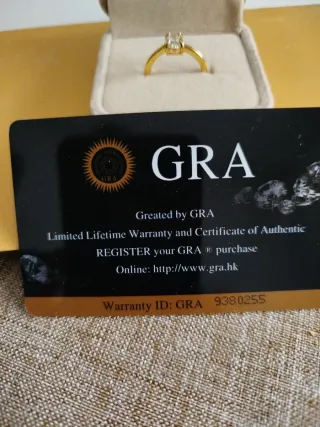 GRA
GRA
Greated by GRA
Limited Lifetime Warranty and Certificate of Authentic
REGISTER your GRA ® purchase
Online: http://www.gra.hk
Warranty ID: GRA 9380255